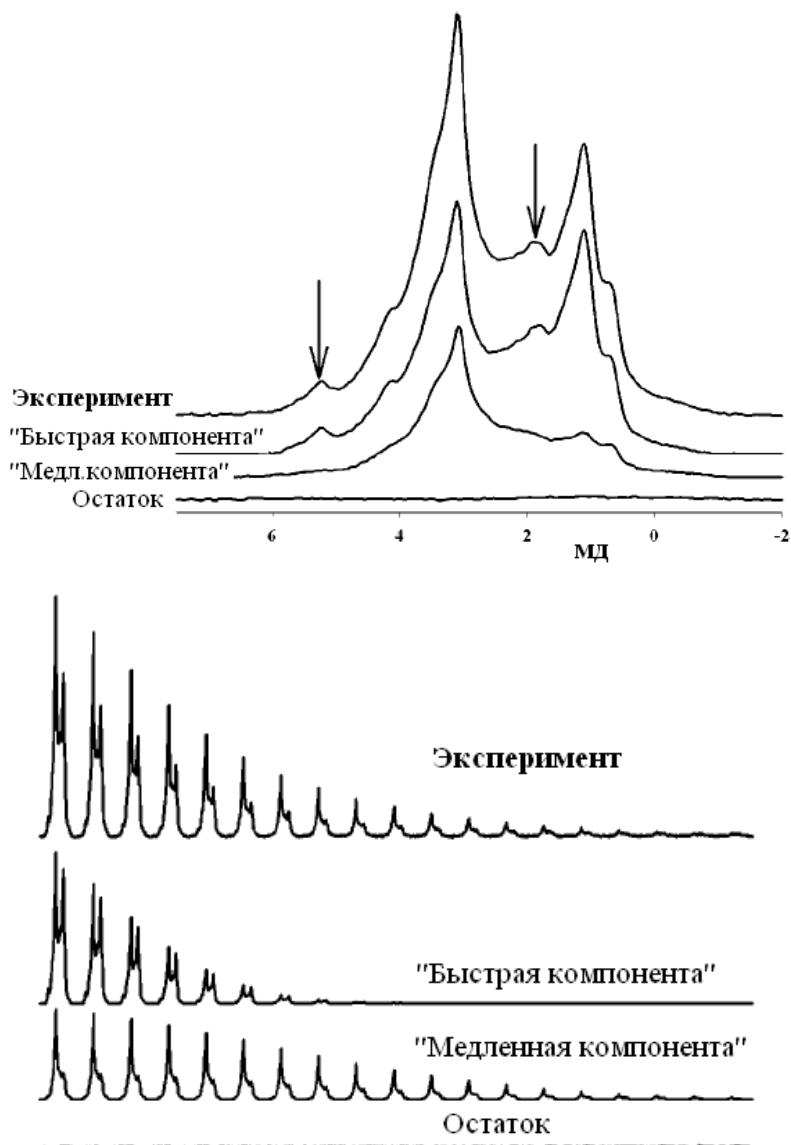 Эксперимент
"Быстрая компонента"
"Медл.компонента"
Остаток
6 4 2 0 -2
МД
Эксперимент
"Быстрая компонента"
"Медленная компонента"
Остаток